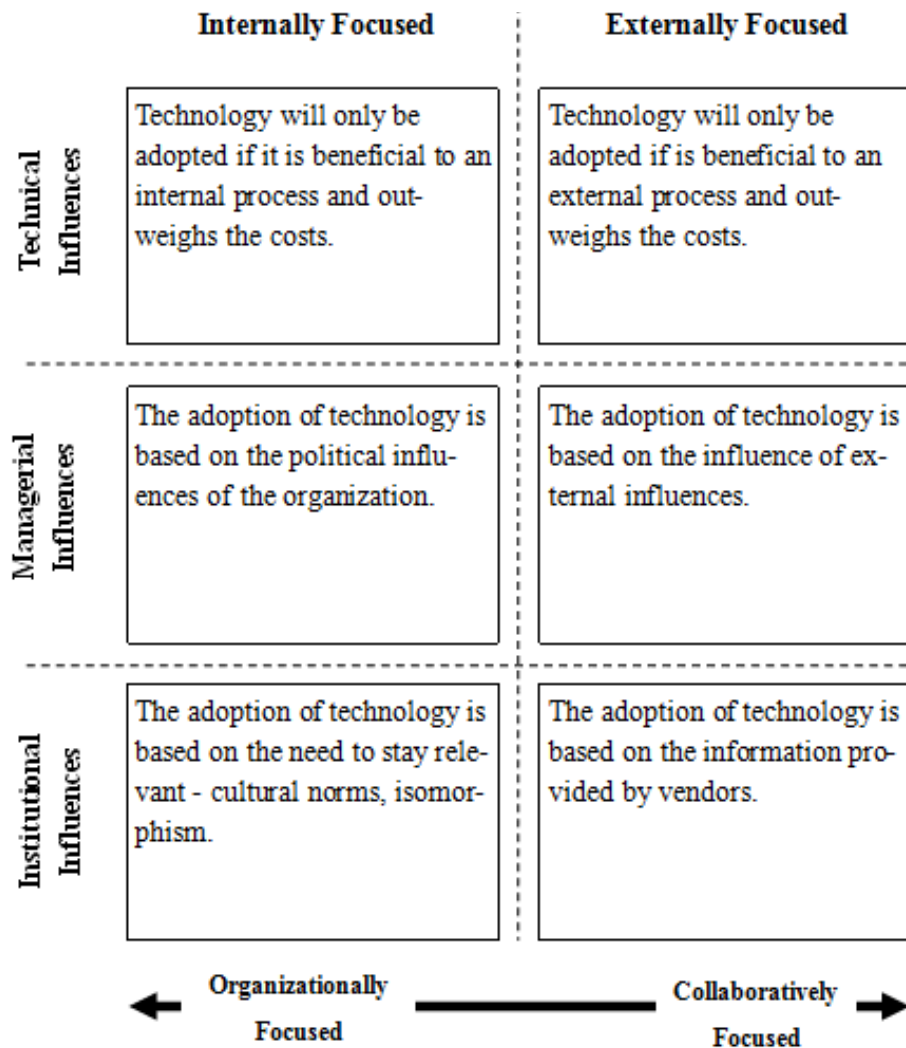 Internally Focused
Externally Focused
Technical
Influences
Technology will only be
adopted if it is beneficial to an
internal process and out-
weighs the costs.
Technology will only be
adopted if is beneficial to an
external process and out-
weighs the costs.
Managerial
Influences
The adoption of technology is
based on the political influ-
ences of the organization.
The adoption of technology is
based on the influence of ex-
ternal influences.
Institutional
Influences
The adoption of technology is
based on the need to stay rele-
vant - cultural norms, isomor-
phism.
The adoption of technology is
based on the information pro-
vided by vendors.
Organizationally
Focused
Collaboratively
Focused